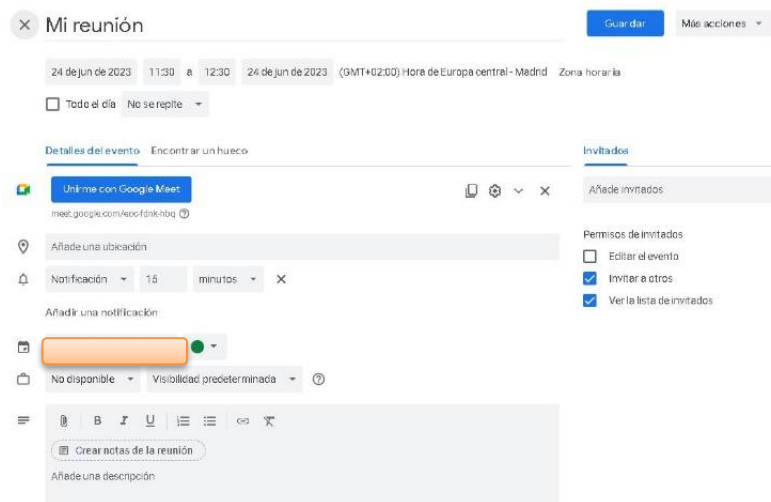 Mi reunión
Guardar Más acciones
24 de jun de 2023 11:30 a 12:30 24 de jun de 2023 (GMT+02:00) Hora de Europa central - Madrid Zona horaria
Todo el día No se repite
Detalles del evento Encontrar un hueco
Unirme con Google Meet
meet.google.com/eoc-fdnk-hbq
Añade una ubicación
Notificación 15 minutos
Añadir una notificación
No disponible Visibilidad predeterminada
B I U
Crear notas de la reunión
Añade una descripción
Invitados
Añade invitados
Permisos de invitados
Editar el evento
Invitar a otros
Ver la lista de invitados